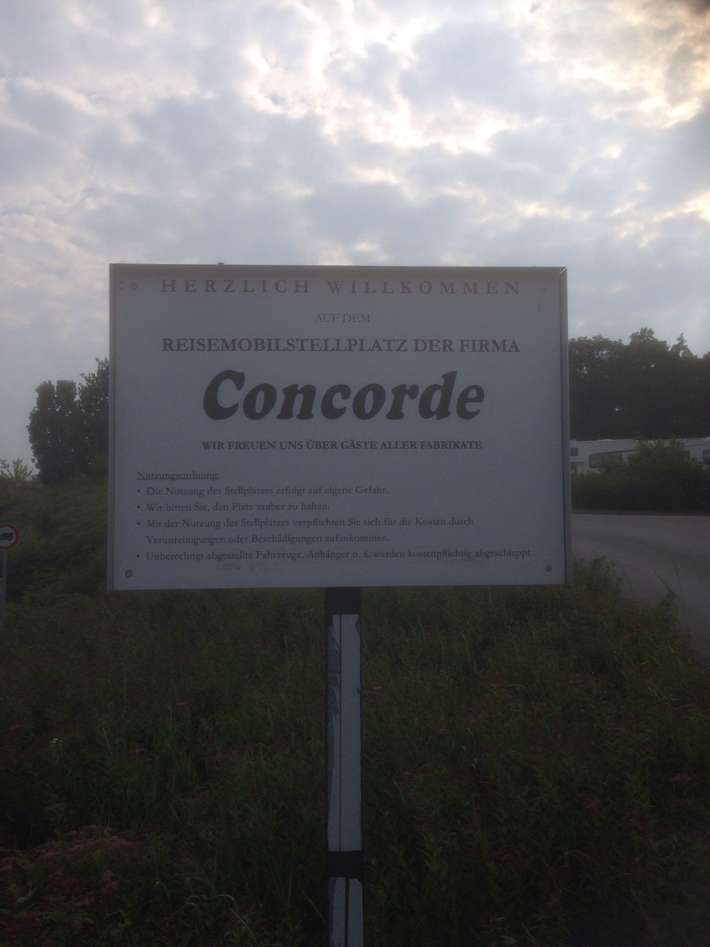 HERZLICH WILLKOMMEN
AUF DEM
REISEMOBILSTELLPLATZ DER FIRMA
Concorde
WIR FREUEN UNS ÜBER GÄSTE ALLER FABRIKATE
Nutzungsordnung:
• Die Nutzung des Stellplatzes erfolgt auf eigene Gefahr.
• Wir bitten Sie, den Platz sauber zu halten.
• Mit der Nutzung des Stellplatzes verpflichten Sie sich für die Kosten durch
Verunreinigungen oder Beschädigungen aufzukommen.
• Unberechtigt abgestellte Fahrzeuge, Anhänger o. ä. werden kostenpflichtig abgeschleppt.